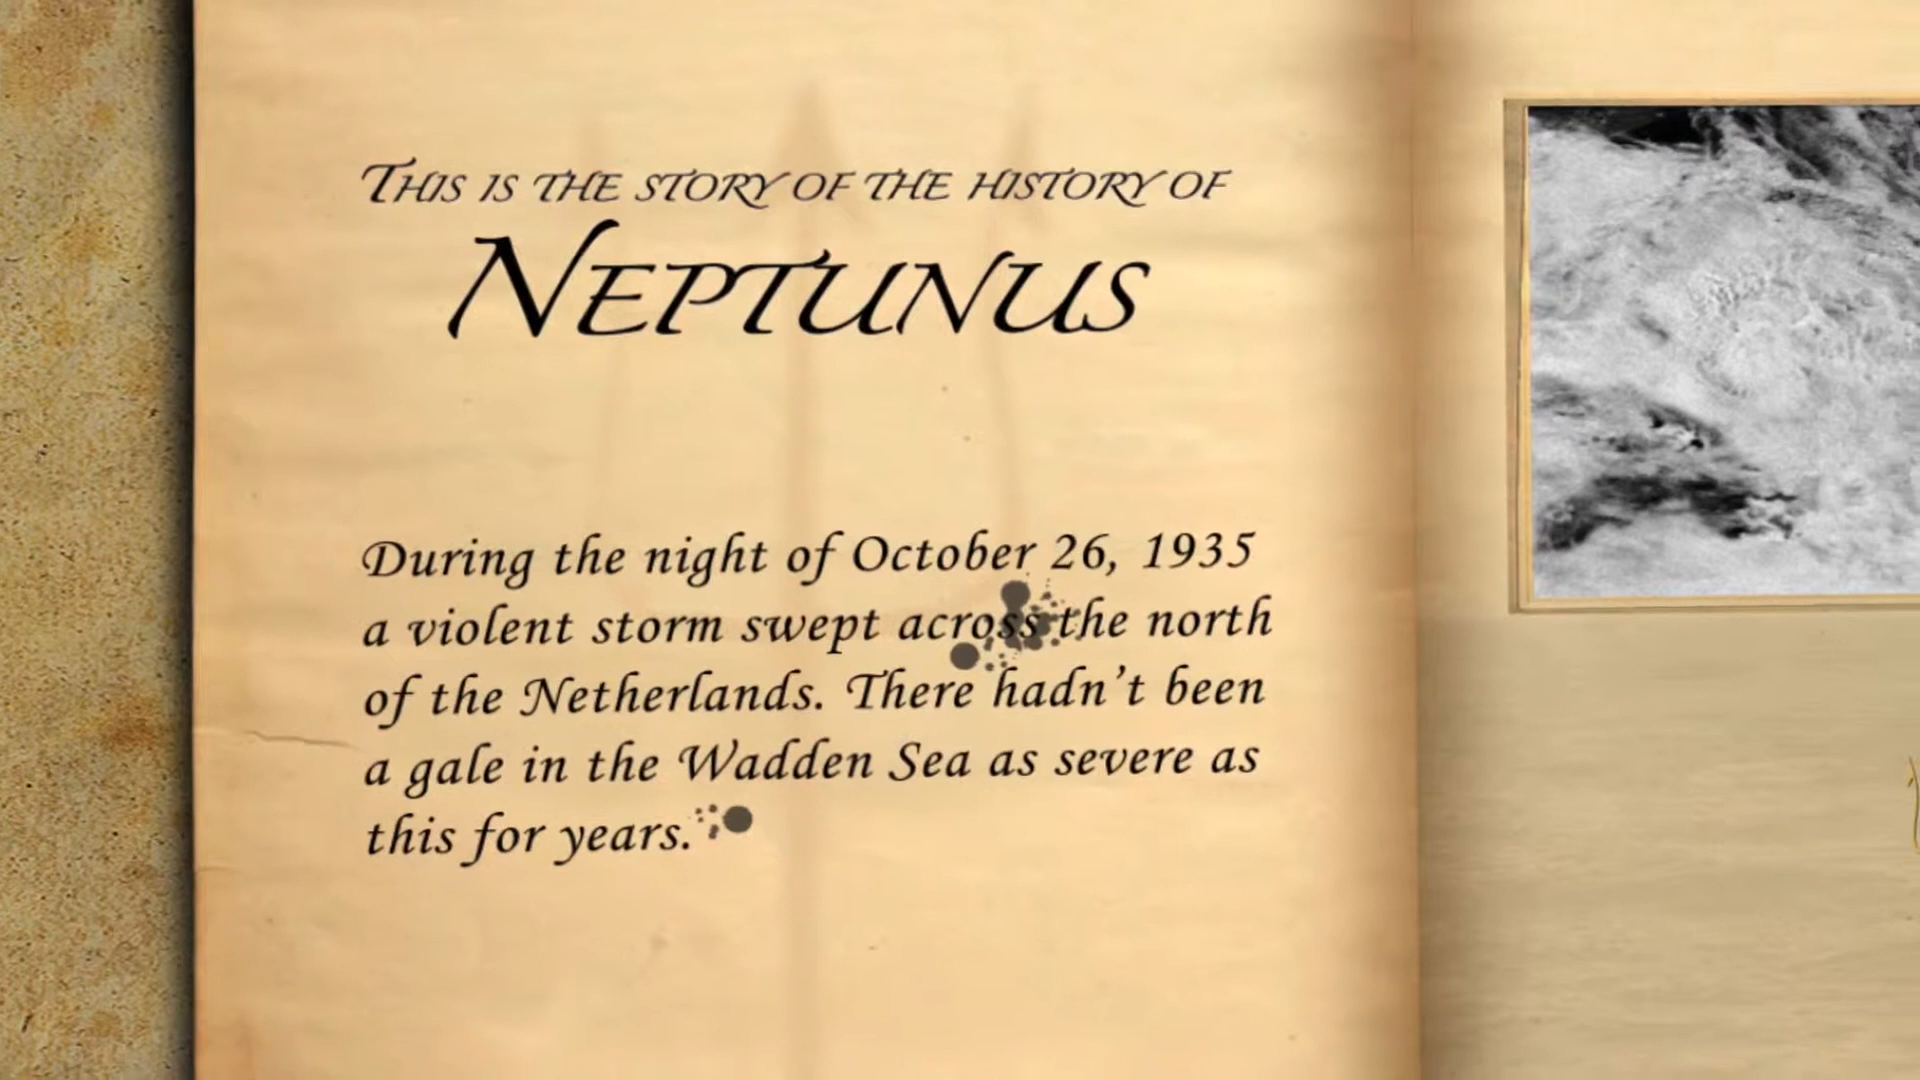 This is the story of the history of
Neptunus
During the night of October 26, 1935
a violent storm swept across the north
of the Netherlands. There hadn't been
a gale in the Wadden Sea as severe as
this for years.